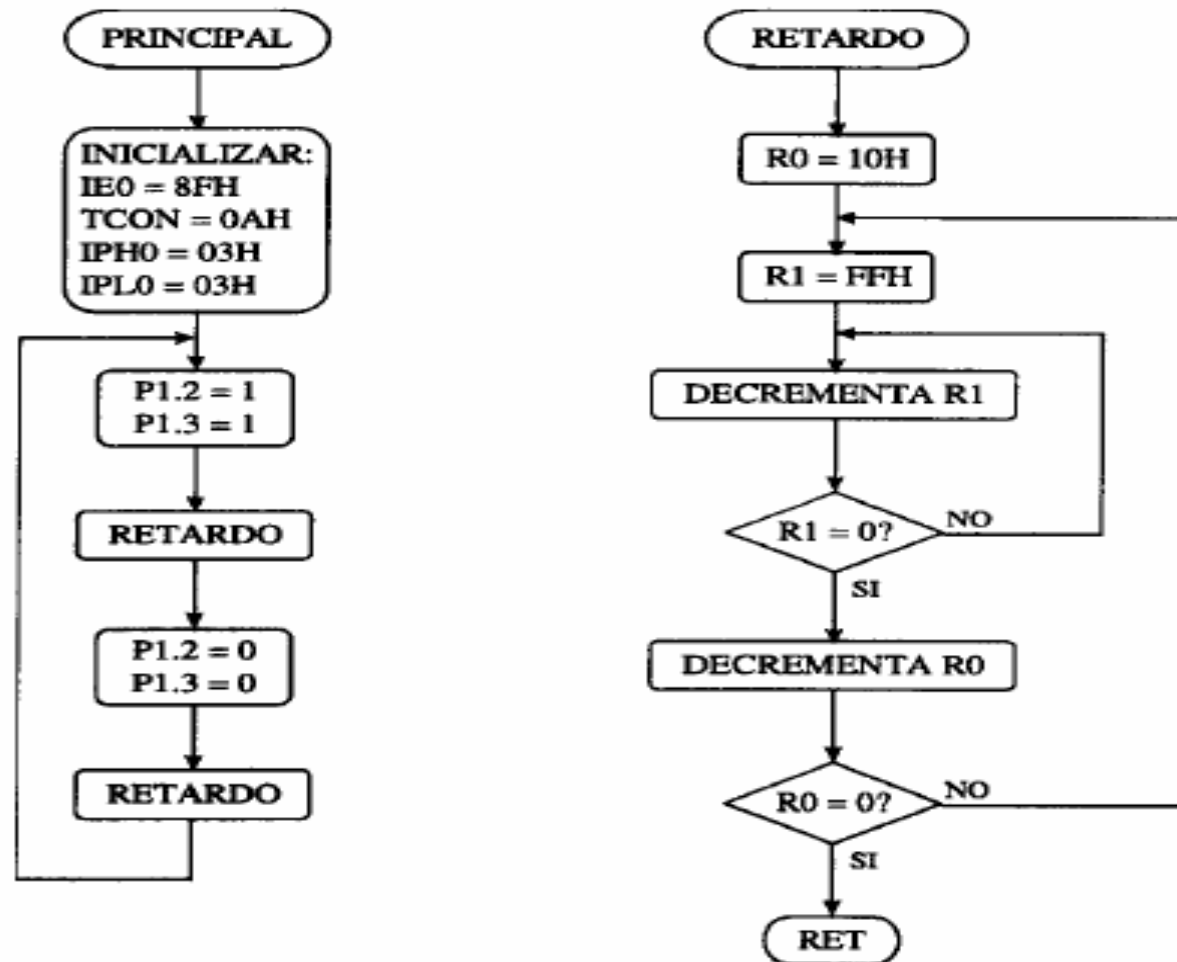 PRINCIPAL
INICIALIZAR:
IE0 = 8FH
TCON = 0AH
IPH0 = 03H
IPL0 = 03H
P1.2 = 1
P1.3 = 1
RETARDO
P1.2 = 0
P1.3 = 0
RETARDO
RETARDO
R0 = 10H
R1 = FFH
DECREMENTA R1
R1 = 0?
NO
SI
DECREMENTA R0
R0 = 0?
NO
SI
RET